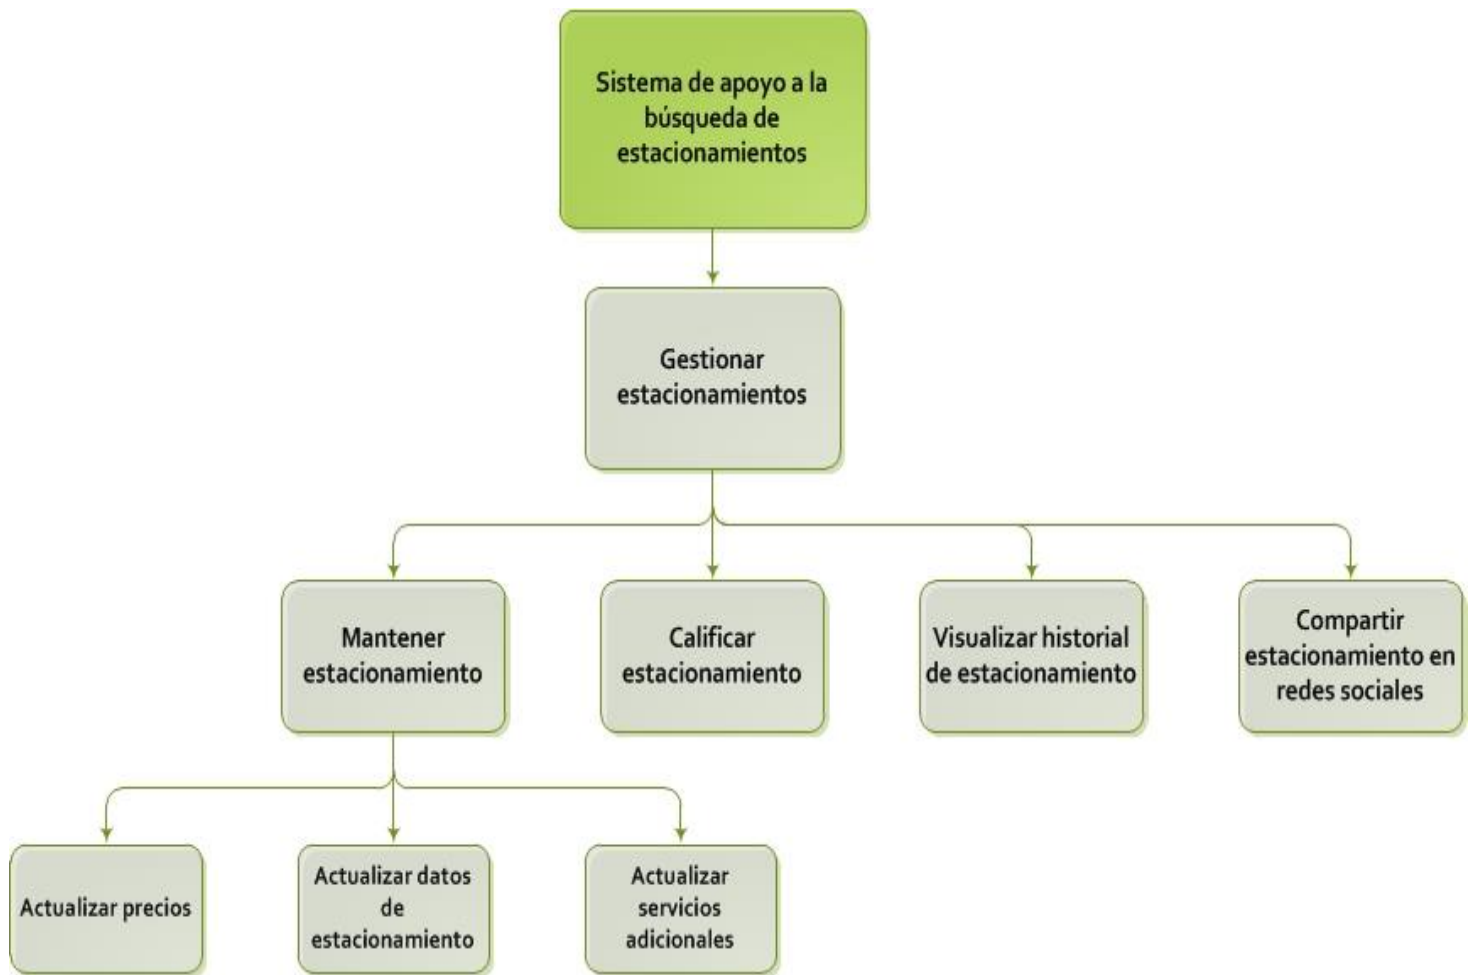 Sistema de apoyo a la
búsqueda de
estacionamientos
Gestionar
estacionamientos
Mantener
estacionamiento
Calificar
estacionamiento
Visualizar historial
de estacionamiento
Compartir
estacionamiento en
redes sociales
Actualizar precios
Actualizar datos
de
estacionamiento
Actualizar
servicios
adicionales